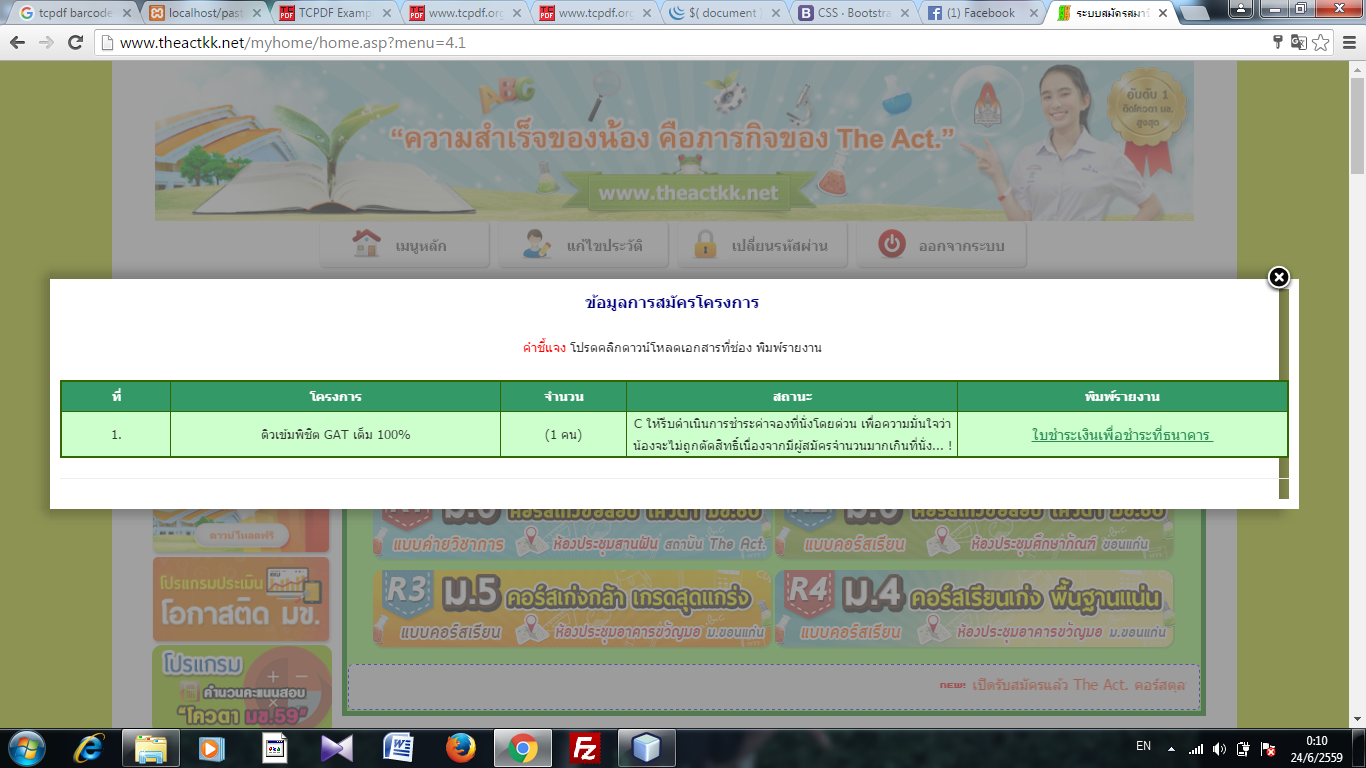 tcpdf barcode
localhost/past
TCPDF Examp
www.tcpdf.org
www.tcpdf.org
$( document
CSS · Bootstra
(1) Facebook
ระบบสมัครสมา
www.theactkk.net/myhome/home.asp?menu=4.1
ABC
อันดับ 1
ติดโควตา มข.
สูงสุด
“ความสำเร็จของน้อง คือภารกิจของ The Act.”
www.theactkk.net
เมนูหลัก
แก้ไขประวัติ
เปลี่ยนรหัสผ่าน
ออกจากระบบ
ข้อมูลการสมัครโครงการ
คำชี้แจง โปรดคลิกดาวน์โหลดเอกสารที่ช่อง พิมพ์รายงาน
ที่ โครงการ จำนวน สถานะ พิมพ์รายงาน
1. ติวเข้มพิชิต GAT เต็ม 100% (1 คน) C ให้รีบดำเนินการชำระค่าจองที่นั่งโดยด่วน เพื่อความมั่นใจว่า
น้องจะไม่ถูกตัดสิทธิ์เนื่องจากมีผู้สมัครจำนวนมากเกินที่นั่ง... !
ใบชำระเงินเพื่อชำระที่ธนาคาร
ดาวน์โหลดฟรี
แบบค่ายวิชาการ
ห้องประชุมสานฝัน สถาบัน The Act.
แบบคอร์สเรียน
ห้องประชุมศึกษาภัณฑ์ ขอนแก่น
โปรแกรมประเมิน
โอกาสติด มข.
R3 ม.5 คอร์สเก่งกล้า เกรดสุดแกร่ง
แบบคอร์สเรียน
ห้องประชุมอาคารขวัญมอ ม.ขอนแก่น
R4 ม.4 คอร์สเรียนเก่ง พื้นฐานแน่น
แบบคอร์สเรียน
ห้องประชุมอาคารขวัญมอ ม.ขอนแก่น
โปรแกรม
คำนวนคะแนนสอบ
“โควตา มข.59”
NEW! เปิดรับสมัครแล้ว The Act. คอร์สตุล
EN
0:10
24/6/2559